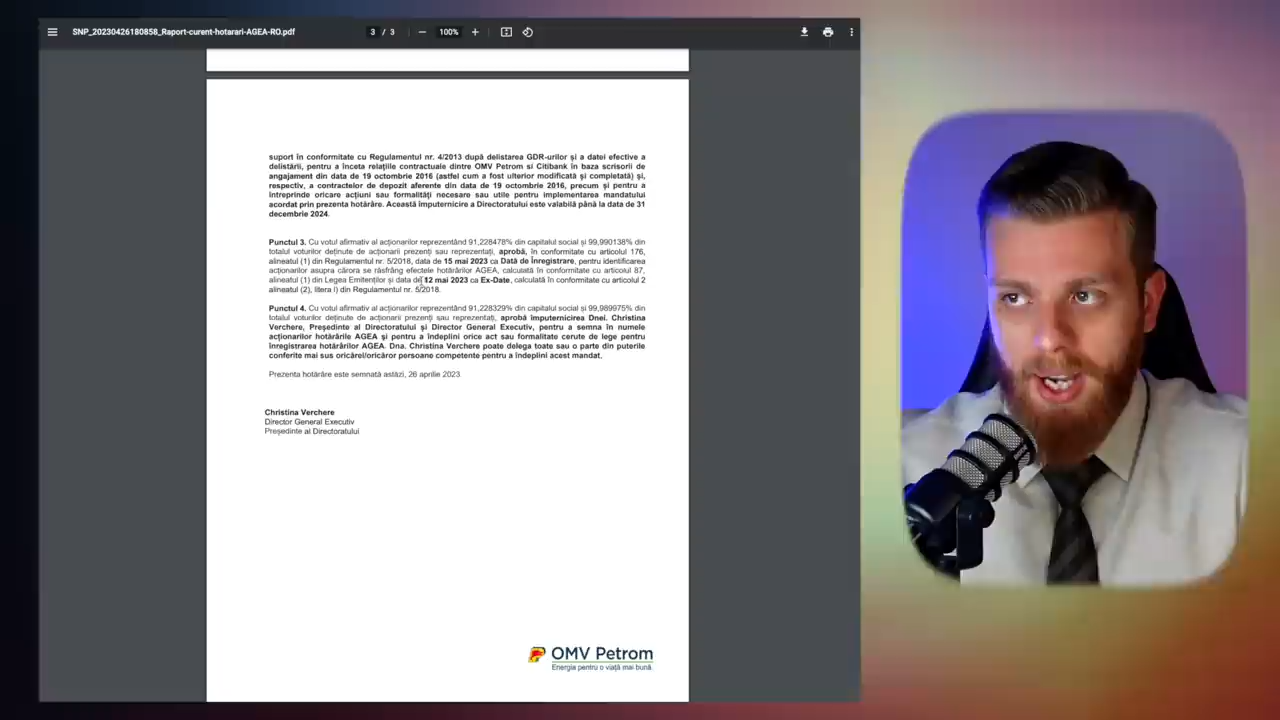 SNP_20230426180858_Raport-curent-hotarari-AGEA-RO.pdf
3 / 3
100%
suport în conformitate cu Regulamentul nr. 4/2013 după delistarea GDR-urilor și a datei efective a
delistării, pentru a înceta relațiile contractuale dintre OMV Petrom si Citibank în baza scrisorii de
angajament din data de 19 octombrie 2016 (astfel cum a fost ulterior modificată și completată) și,
respectiv, a contractelor de depozit aferente din data de 19 octombrie 2016, precum și pentru a
întreprinde oricare acțiuni sau formalități necesare sau utile pentru implementarea mandatului
acordat prin prezenta hotărâre. Această împuternicire a Directoratului este valabilă până la data de 31
decembrie 2024.
Punctul 3. Cu votul afirmativ al acționarilor reprezentând 91,228478% din capitalul social și 99,990138% din
totalul voturilor deținute de acționarii prezenți sau reprezentați, aprobă, în conformitate cu articolul 176,
alineatul (1) din Regulamentul nr. 5/2018, data de 15 mai 2023 ca Dată de Înregistrare, pentru identificarea
acționarilor asupra cărora se răsfrâng efectele hotărârilor AGEA, calculată în conformitate cu articolul 87,
alineatul (1) din Legea Emitenților și data de 12 mai 2023 ca Ex-Date, calculată în conformitate cu articolul 2
alineatul (2), litera l) din Regulamentul nr. 5/2018.
Punctul 4. Cu votul afirmativ al acționarilor reprezentând 91,228329% din capitalul social și 99,989975% din
totalul voturilor deținute de acționarii prezenți sau reprezentați, aprobă împuternicirea Dnei. Christina
Verchere, Președinte al Directoratului și Director General Executiv, pentru a semna în numele
acționarilor hotărârile AGEA și pentru a îndeplini orice act sau formalitate cerute de lege pentru
înregistrarea hotărârilor AGEA. Dna. Christina Verchere poate delega toate sau o parte din puterile
conferite mai sus oricărei/oricăror persoane competente pentru a îndeplini acest mandat.
Prezenta hotărâre este semnată astăzi, 26 aprilie 2023
Christina Verchere
Director General Executiv
Președinte al Directoratului
OMV Petrom
Energia pentru o viață mai bună.